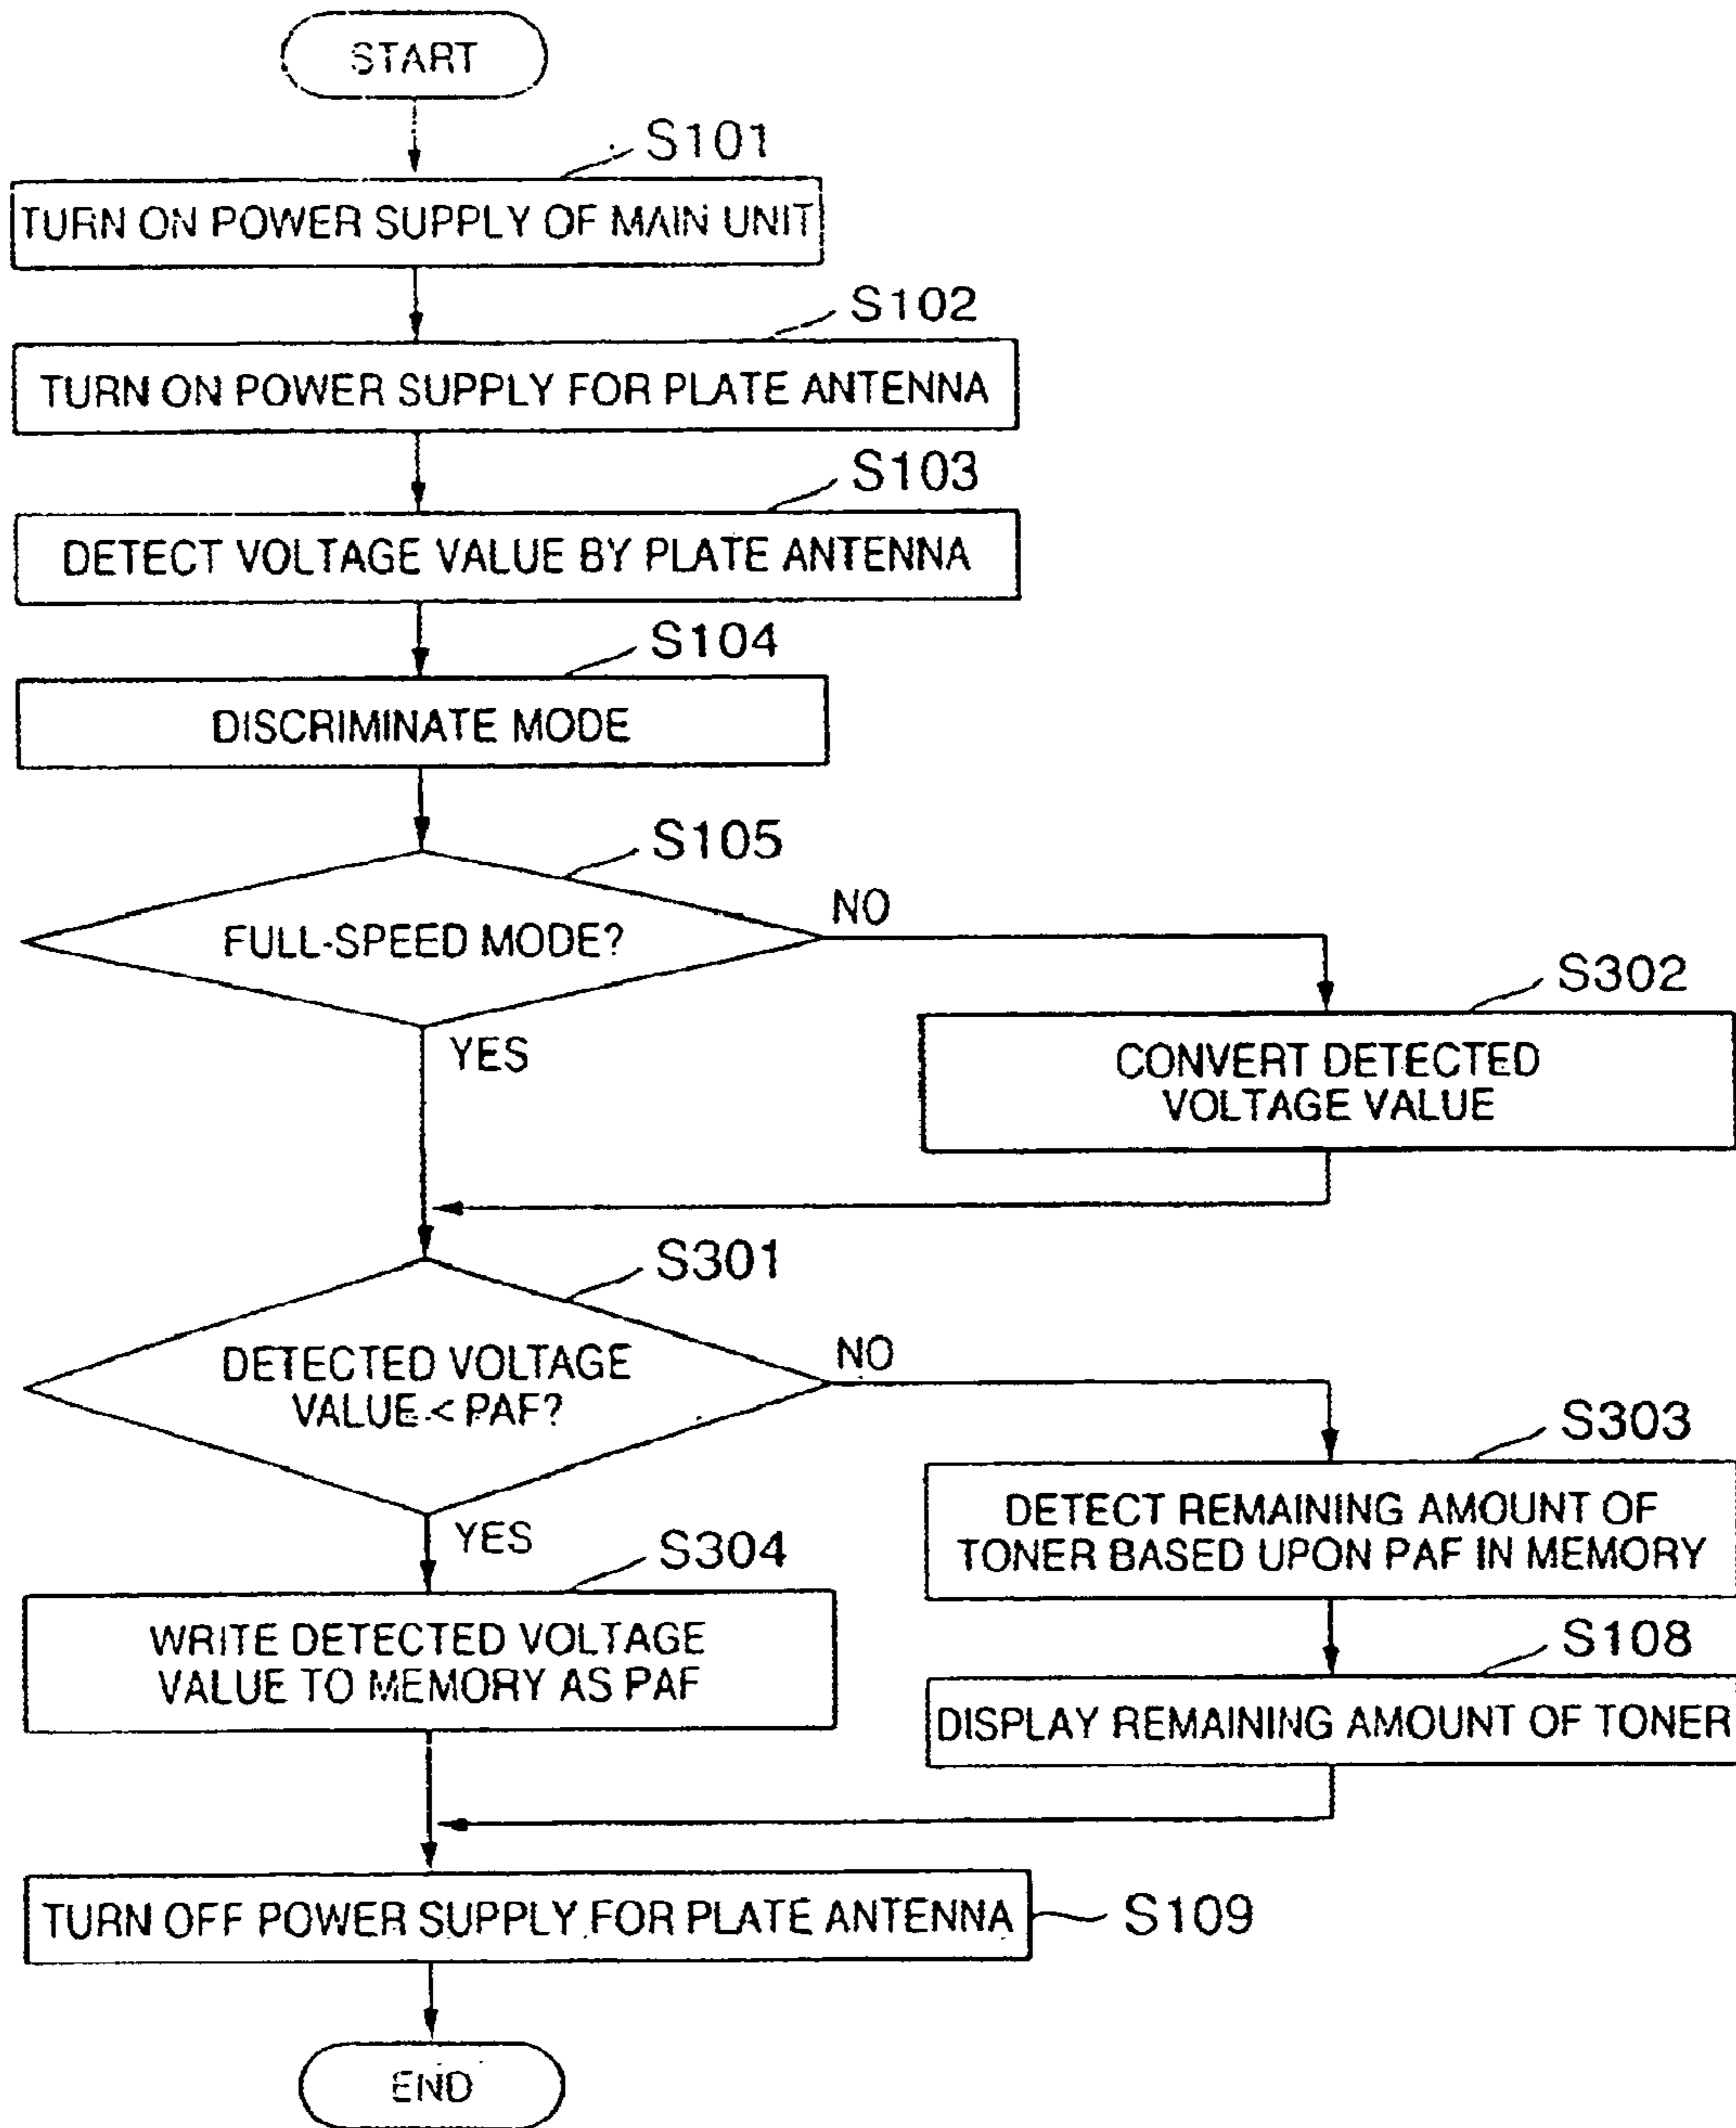 START
S101
TURN ON POWER SUPPLY OF MAIN UNIT
S102
TURN ON POWER SUPPLY FOR PLATE ANTENNA
S103
DETECT VOLTAGE VALUE BY PLATE ANTENNA
S104
DISCRIMINATE MODE
S105
FULL-SPEED MODE?
NO
YES
S302
CONVERT DETECTED
VOLTAGE VALUE
S301
DETECTED VOLTAGE
VALUE < PAF?
NO
YES
S303
DETECT REMAINING AMOUNT OF
TONER BASED UPON PAF IN MEMORY
S304
WRITE DETECTED VOLTAGE
VALUE TO MEMORY AS PAF
S108
DISPLAY REMAINING AMOUNT OF TONER
TURN OFF POWER SUPPLY FOR PLATE ANTENNA
S109
END